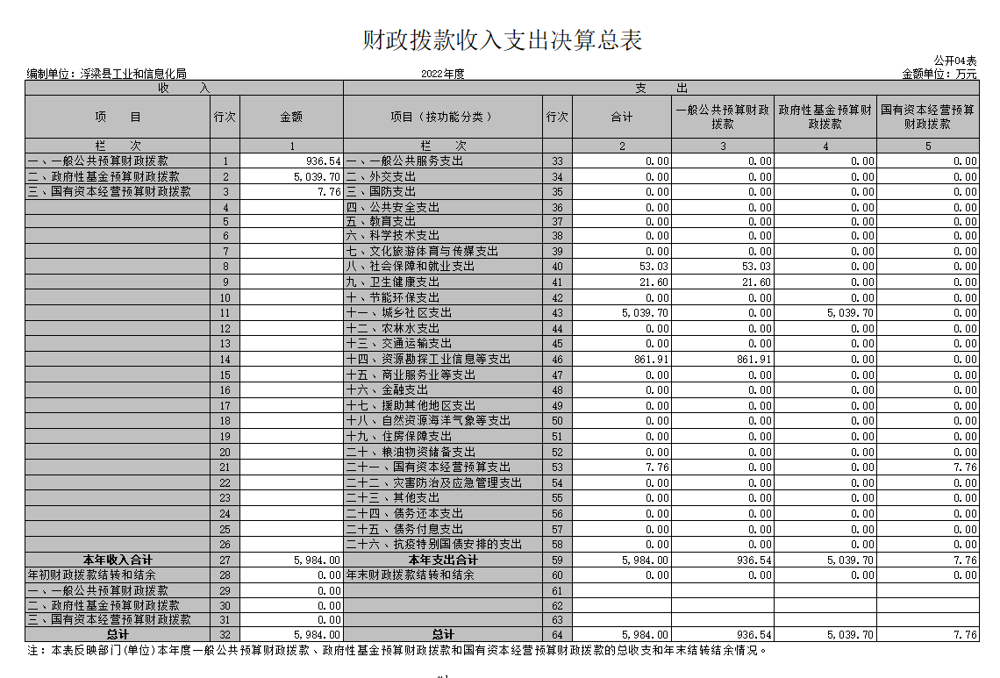 财政拨款收入支出决算总表
公开04表
编制单位：浮梁县工业和信息化局 2022年度 金额单位：万元
收 入 支 出
项 目 行次 金额 项目（按功能分类） 行次 合计 一般公共预算财政拨款 政府性基金预算财政拨款 国有资本经营预算财政拨款
栏 次 1 栏 次 2 3 4 5
一、一般公共预算财政拨款 1 936.54 一、一般公共服务支出 33 0.00 0.00 0.00 0.00
二、政府性基金预算财政拨款 2 5,039.70 二、外交支出 34 0.00 0.00 0.00 0.00
三、国有资本经营预算财政拨款 3 7.76 三、国防支出 35 0.00 0.00 0.00 0.00
4 四、公共安全支出 36 0.00 0.00 0.00 0.00
5 五、教育支出 37 0.00 0.00 0.00 0.00
6 六、科学技术支出 38 0.00 0.00 0.00 0.00
7 七、文化旅游体育与传媒支出 39 0.00 0.00 0.00 0.00
8 八、社会保障和就业支出 40 53.03 53.03 0.00 0.00
9 九、卫生健康支出 41 21.60 21.60 0.00 0.00
10 十、节能环保支出 42 0.00 0.00 0.00 0.00
11 十一、城乡社区支出 43 5,039.70 0.00 5,039.70 0.00
12 十二、农林水支出 44 0.00 0.00 0.00 0.00
13 十三、交通运输支出 45 0.00 0.00 0.00 0.00
14 十四、资源勘探工业信息等支出 46 861.91 861.91 0.00 0.00
15 十五、商业服务业等支出 47 0.00 0.00 0.00 0.00
16 十六、金融支出 48 0.00 0.00 0.00 0.00
17 十七、援助其他地区支出 49 0.00 0.00 0.00 0.00
18 十八、自然资源海洋气象等支出 50 0.00 0.00 0.00 0.00
19 十九、住房保障支出 51 0.00 0.00 0.00 0.00
20 二十、粮油物资储备支出 52 0.00 0.00 0.00 0.00
21 二十一、国有资本经营预算支出 53 7.76 0.00 0.00 7.76
22 二十二、灾害防治及应急管理支出 54 0.00 0.00 0.00 0.00
23 二十三、其他支出 55 0.00 0.00 0.00 0.00
24 二十四、债务还本支出 56 0.00 0.00 0.00 0.00
25 二十五、债务付息支出 57 0.00 0.00 0.00 0.00
26 二十六、抗疫特别国债安排的支出 58 0.00 0.00 0.00 0.00
本年收入合计 27 5,984.00 本年支出合计 59 5,984.00 936.54 5,039.70 7.76
年初财政拨款结转和结余 28 0.00 年末财政拨款结转和结余 60 0.00 0.00 0.00 0.00
一、一般公共预算财政拨款 29 0.00 61
二、政府性基金预算财政拨款 30 0.00 62
三、国有资本经营预算财政拨款 31 0.00 63
总计 32 5,984.00 总计 64 5,984.00 936.54 5,039.70 7.76
注：本表反映部门(单位)本年度一般公共预算财政拨款、政府性基金预算财政拨款和国有资本经营预算财政拨款的总收支和年末结转结余情况。